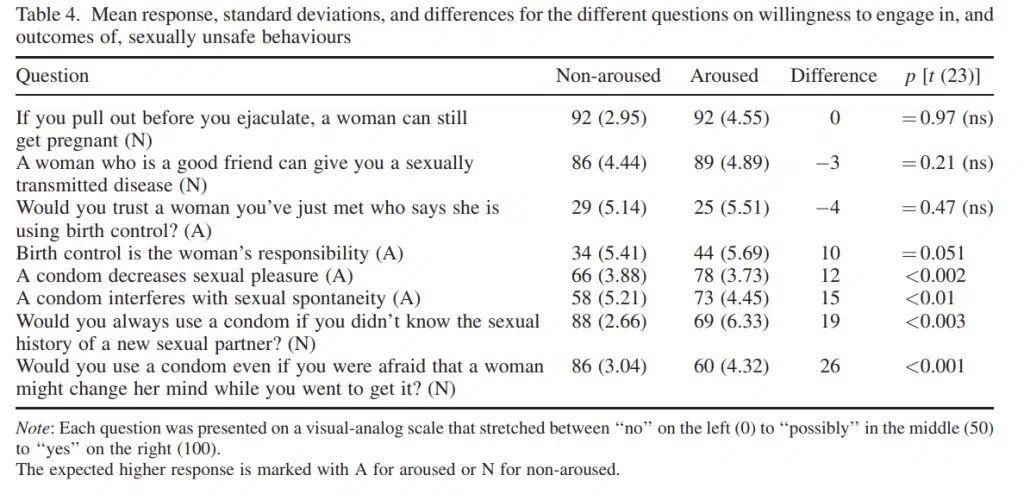 Table 4. Mean response, standard deviations, and differences for the different questions on willingness to engage in, and
outcomes of, sexually unsafe behaviours
Question Non-aroused Aroused Difference p [t (23)]
If you pull out before you ejaculate, a woman can still 92 (2.95) 92 (4.55) 0 =0.97 (ns)
get pregnant (N)
A woman who is a good friend can give you a sexually 86 (4.44) 89 (4.89) −3 =0.21 (ns)
transmitted disease (N)
Would you trust a woman you’ve just met who says she is 29 (5.14) 25 (5.51) −4 =0.47 (ns)
using birth control? (A)
Birth control is the woman’s responsibility (A) 34 (5.41) 44 (5.69) 10 =0.051
A condom decreases sexual pleasure (A) 66 (3.88) 78 (3.73) 12 <0.002
A condom interferes with sexual spontaneity (A) 58 (5.21) 73 (4.45) 15 <0.01
Would you always use a condom if you didn’t know the sexual 88 (2.66) 69 (6.33) 19 <0.003
history of a new sexual partner? (N)
Would you use a condom even if you were afraid that a woman 86 (3.04) 60 (4.32) 26 <0.001
might change her mind while you went to get it? (N)
Note: Each question was presented on a visual-analog scale that stretched between ‘‘no’’ on the left (0) to ‘‘possibly’’ in the middle (50)
to ‘‘yes’’ on the right (100).
The expected higher response is marked with A for aroused or N for non-aroused.